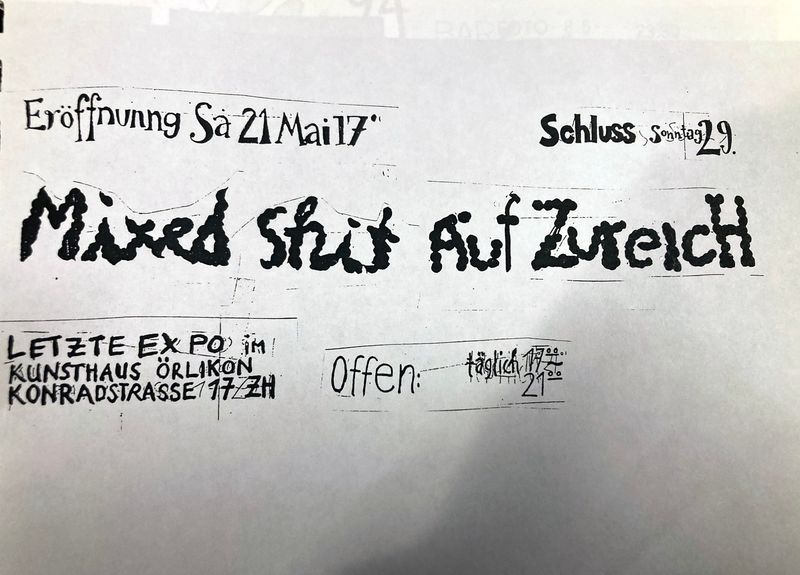 Eröffnunng Sa 21 Mai 17°°
Schluss Sonntag 29.
Mixed Shit Auf ZureicH
LETZTE EXPO im
KUNSTHAUS ÖRLIKON
KONRADSTRASSE 17/ZH
Offen: täglich 17°°-
21°°